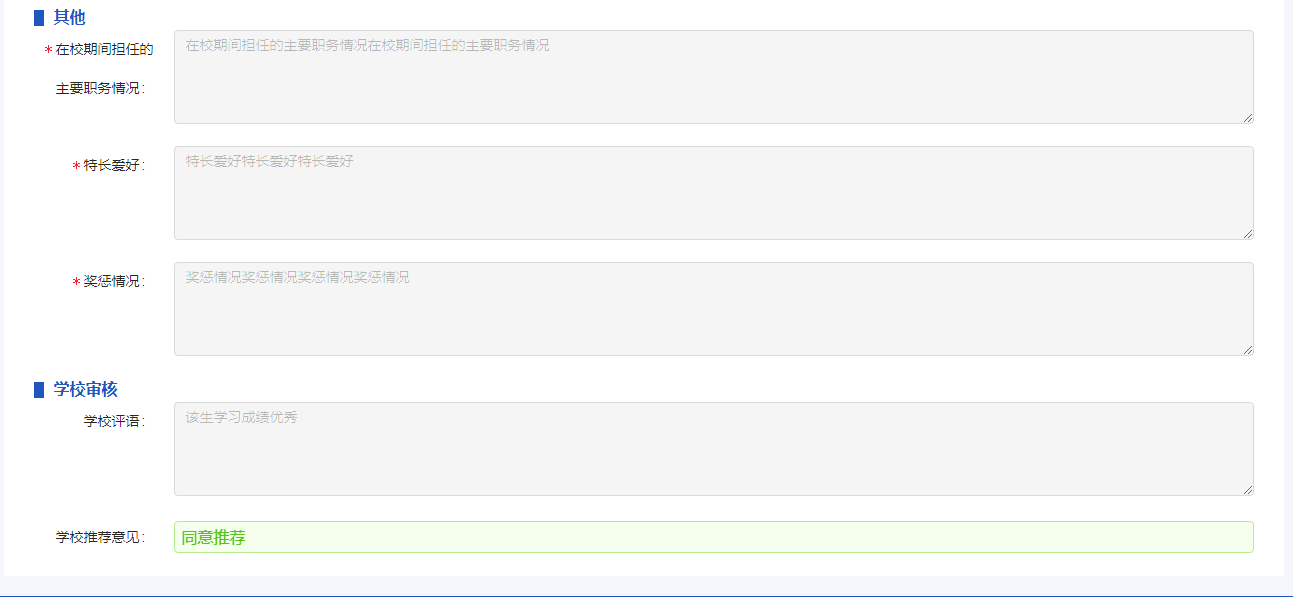 其他
*在校期间担任的
主要职务情况:
在校期间担任的主要职务情况在校期间担任的主要职务情况
*特长爱好:
特长爱好特长爱好特长爱好
*奖惩情况:
奖惩情况奖惩情况奖惩情况奖惩情况
学校审核
学校评语:
该生学习成绩优秀
学校推荐意见:
同意推荐